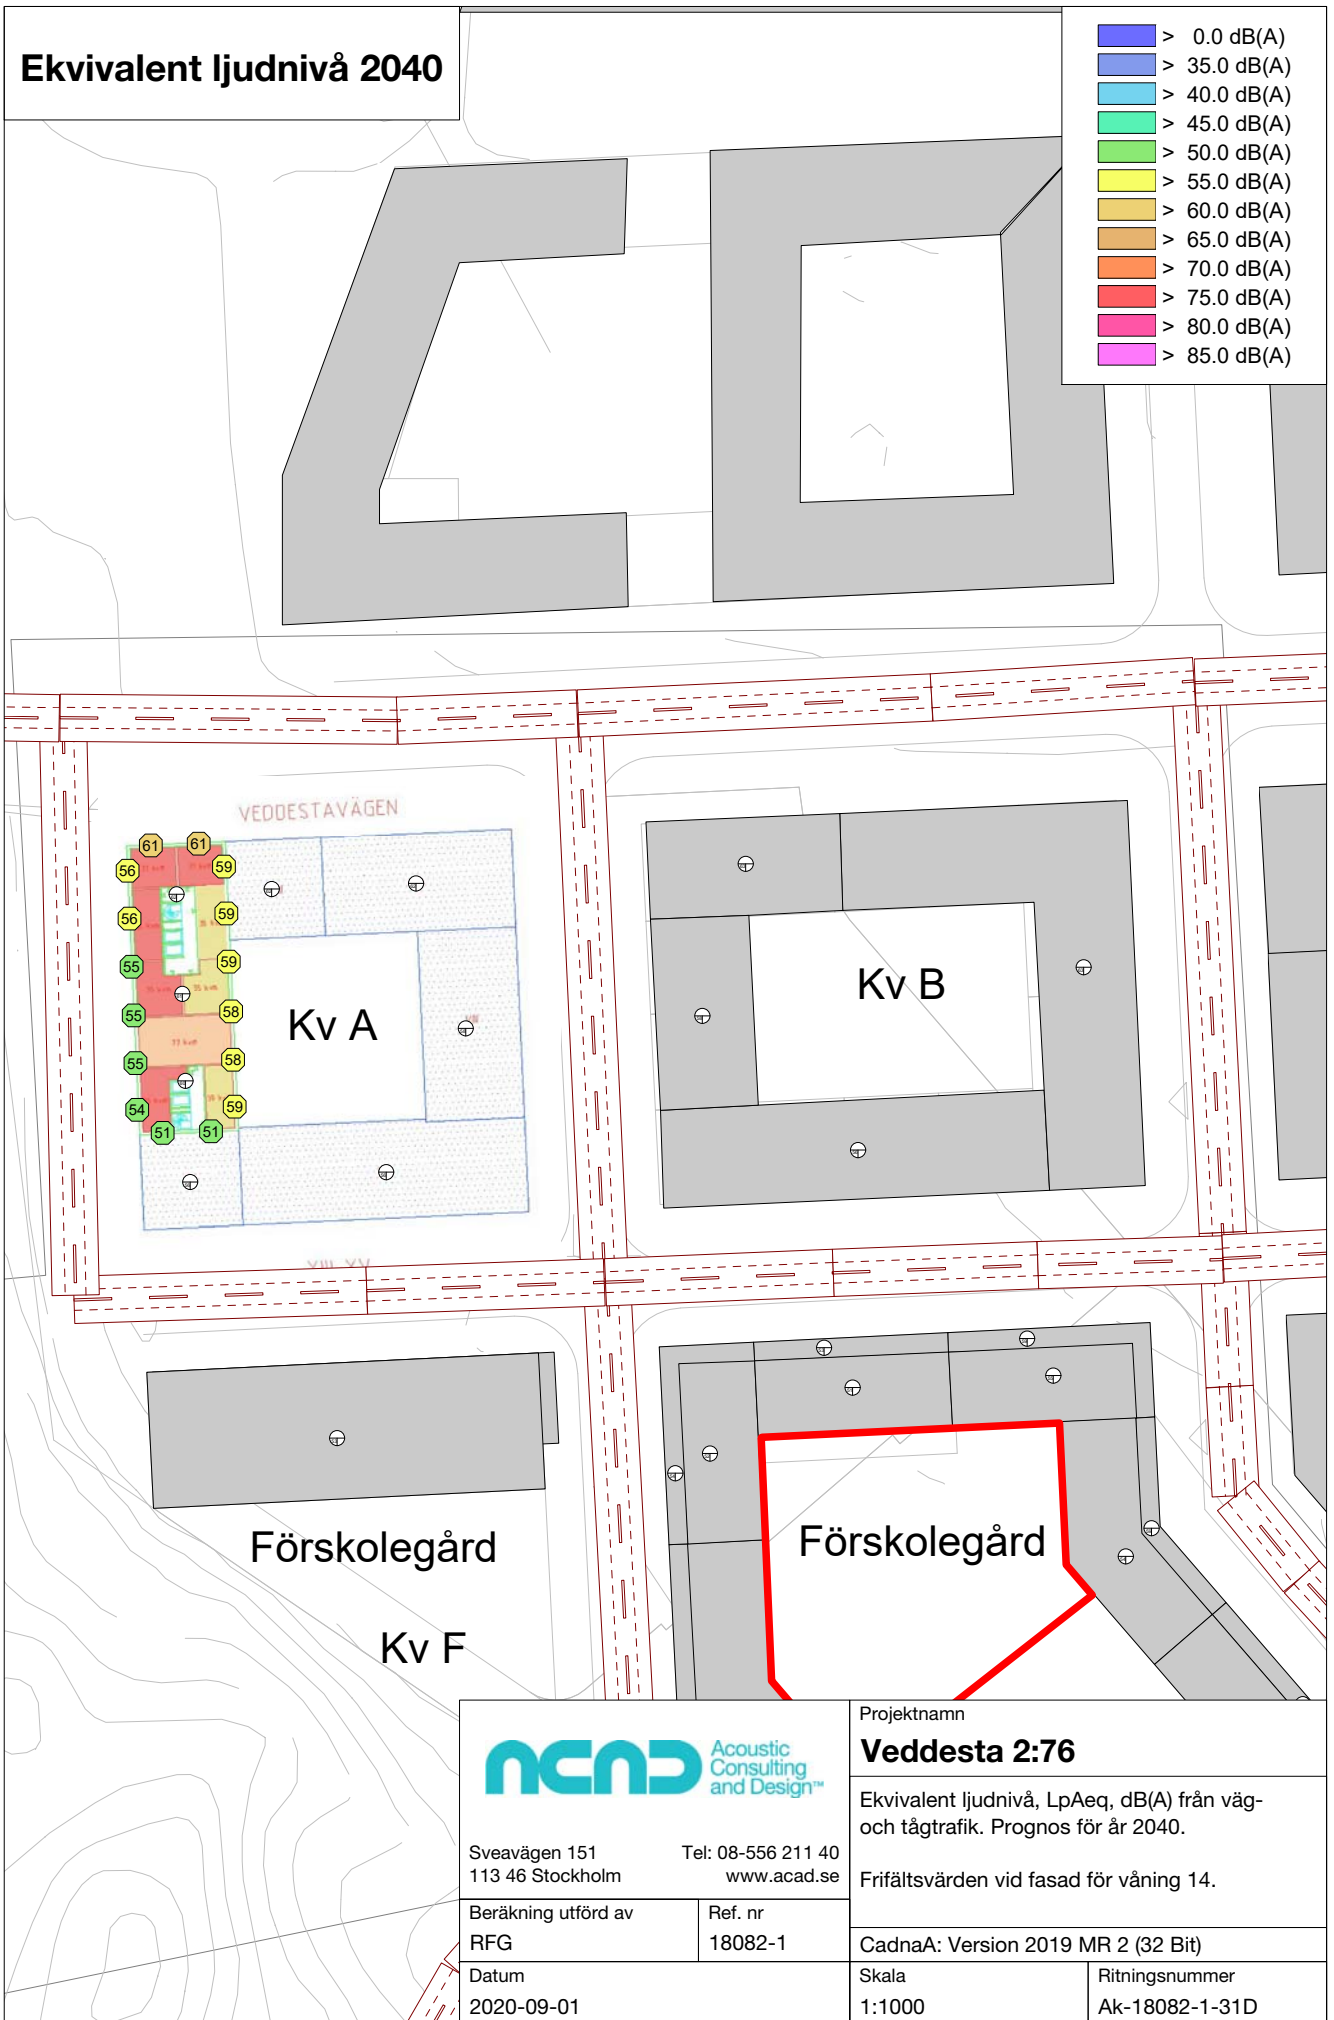 Ekvivalent ljudnivå 2040
> 0.0 dB(A)
> 35.0 dB(A)
> 40.0 dB(A)
> 45.0 dB(A)
> 50.0 dB(A)
> 55.0 dB(A)
> 60.0 dB(A)
> 65.0 dB(A)
> 70.0 dB(A)
> 75.0 dB(A)
> 80.0 dB(A)
> 85.0 dB(A)
VEDDESTAVÄGEN
61 61
56 59
56 59
55 59
55 58
55 58
54 59
51 51
Kv A
Kv B
XIII-XV
Förskolegård
Förskolegård
Kv F
ACAD
Acoustic
Consulting
and Design™
Sveavägen 151
113 46 Stockholm
Tel: 08-556 211 40
www.acad.se
Beräkning utförd av
RFG
Ref. nr
18082-1
Datum
2020-09-01
Projektnamn
Veddesta 2:76
Ekvivalent ljudnivå, LpAeq, dB(A) från väg-
och tågtrafik. Prognos för år 2040.
Frifältsvärden vid fasad för våning 14.
CadnaA: Version 2019 MR 2 (32 Bit)
Skala
1:1000
Ritningsnummer
Ak-18082-1-31D